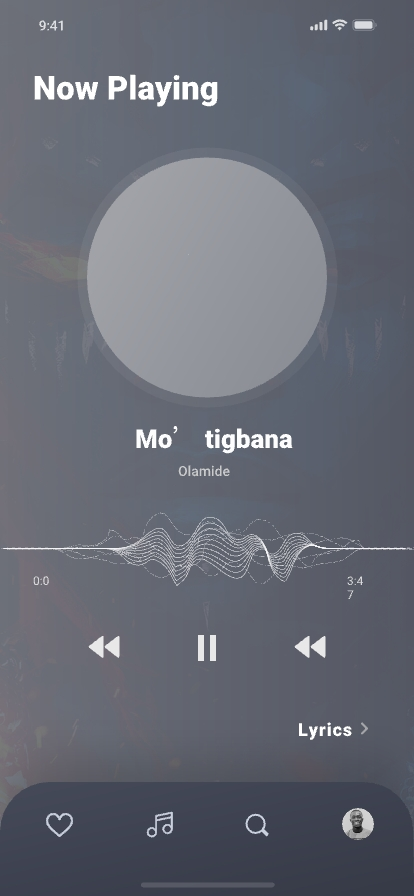 9:41
Now Playing
Mo’ tigbana
Olamide
0:0
3:4
7
Lyrics